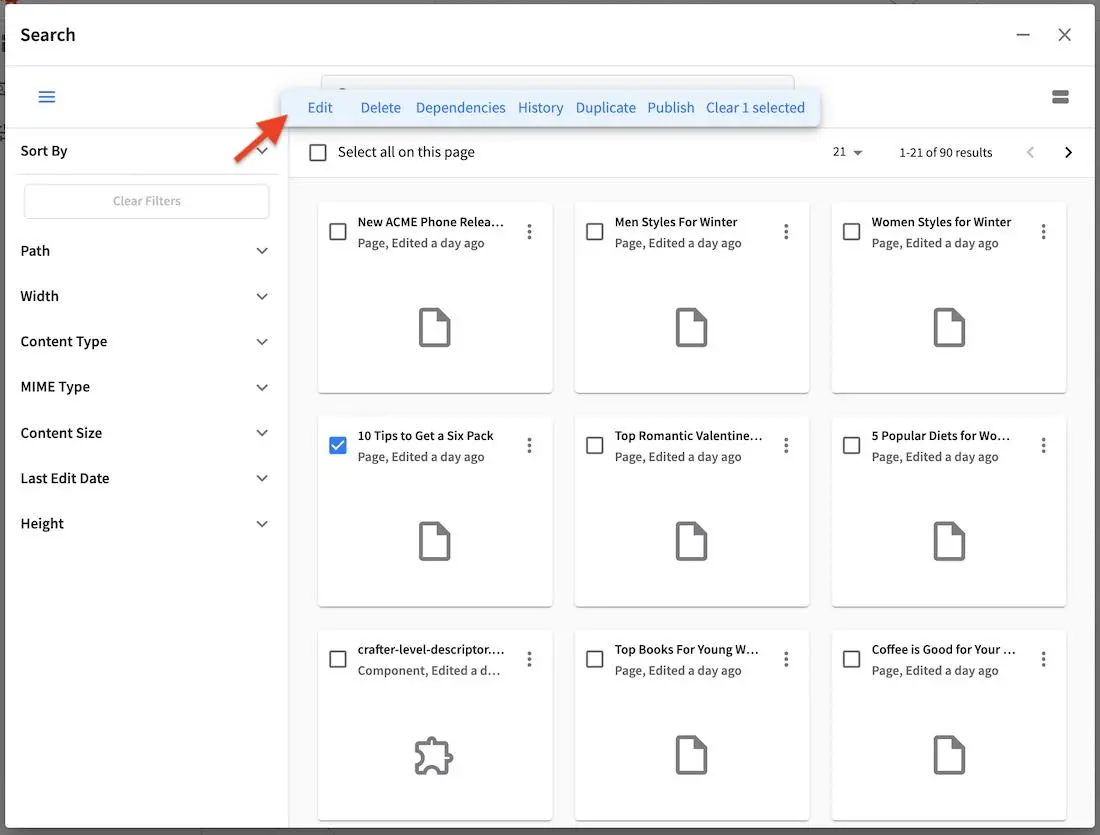 Search
Edit Delete Dependencies History Duplicate Publish Clear 1 selected
Sort By
Select all on this page
21
1-21 of 90 results
Clear Filters
Path
Width
Content Type
MIME Type
Content Size
Last Edit Date
Height
New ACME Phone Relea...
Page, Edited a day ago
Men Styles For Winter
Page, Edited a day ago
Women Styles for Winter
Page, Edited a day ago
10 Tips to Get a Six Pack
Page, Edited a day ago
Top Romantic Valentine...
Page, Edited a day ago
5 Popular Diets for Wo...
Page, Edited a day ago
crafter-level-descriptor....
Component, Edited a d...
Top Books For Young W...
Page, Edited a day ago
Coffee is Good for Your ...
Page, Edited a day ago